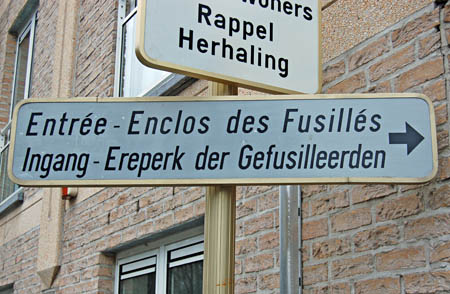 Rappel
Herhaling
Entrée - Enclos des Fusillés
Ingang - Ereperk der Gefusilleerden